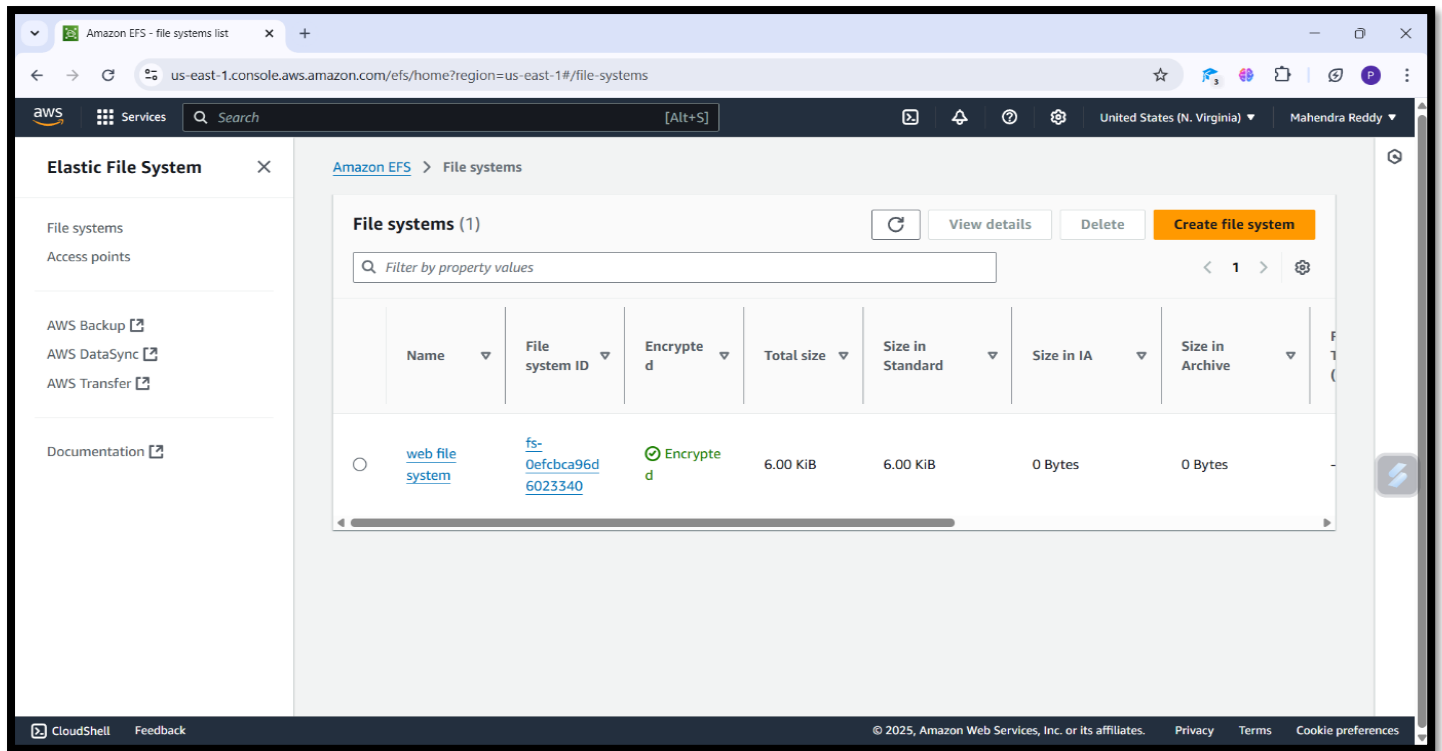 Amazon EFS - file systems list
us-east-1.console.aws.amazon.com/efs/home?region=us-east-1#/file-systems
3
P
aws Services Search [Alt+S] United States (N. Virginia) Mahendra Reddy
Elastic File System
File systems
Access points
AWS Backup
AWS DataSync
AWS Transfer
Documentation
Amazon EFS > File systems
File systems (1)
View details Delete Create file system
Filter by property values
1
Name
File
system ID
Encrypte
d
Total size
Size in
Standard
Size in IA
Size in
Archive
web file
system
fs-
0efcbca96d
6023340
Encrypte
d
6.00 KiB
6.00 KiB
0 Bytes
0 Bytes
-
CloudShell Feedback © 2025, Amazon Web Services, Inc. or its affiliates. Privacy Terms Cookie preferences